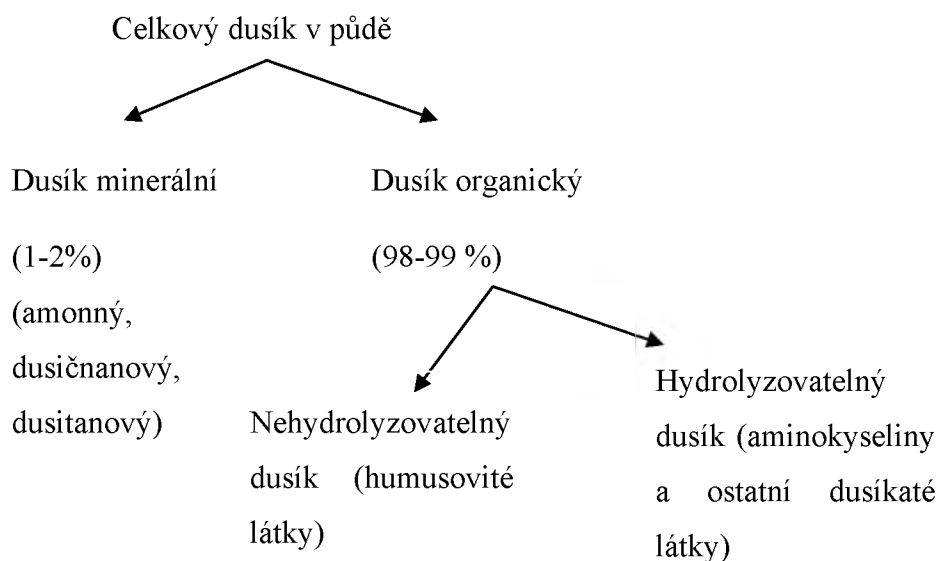 Celkový dusík v půdě
Dusík minerální
(1-2%)
(amonný,
dusičnanový,
dusitanový)
Dusík organický
(98-99 %)
Nehydrolyzovatelný
dusík (humusovité
látky)
Hydrolyzovatelný
dusík (aminokyseliny
a ostatní dusíkaté
látky)